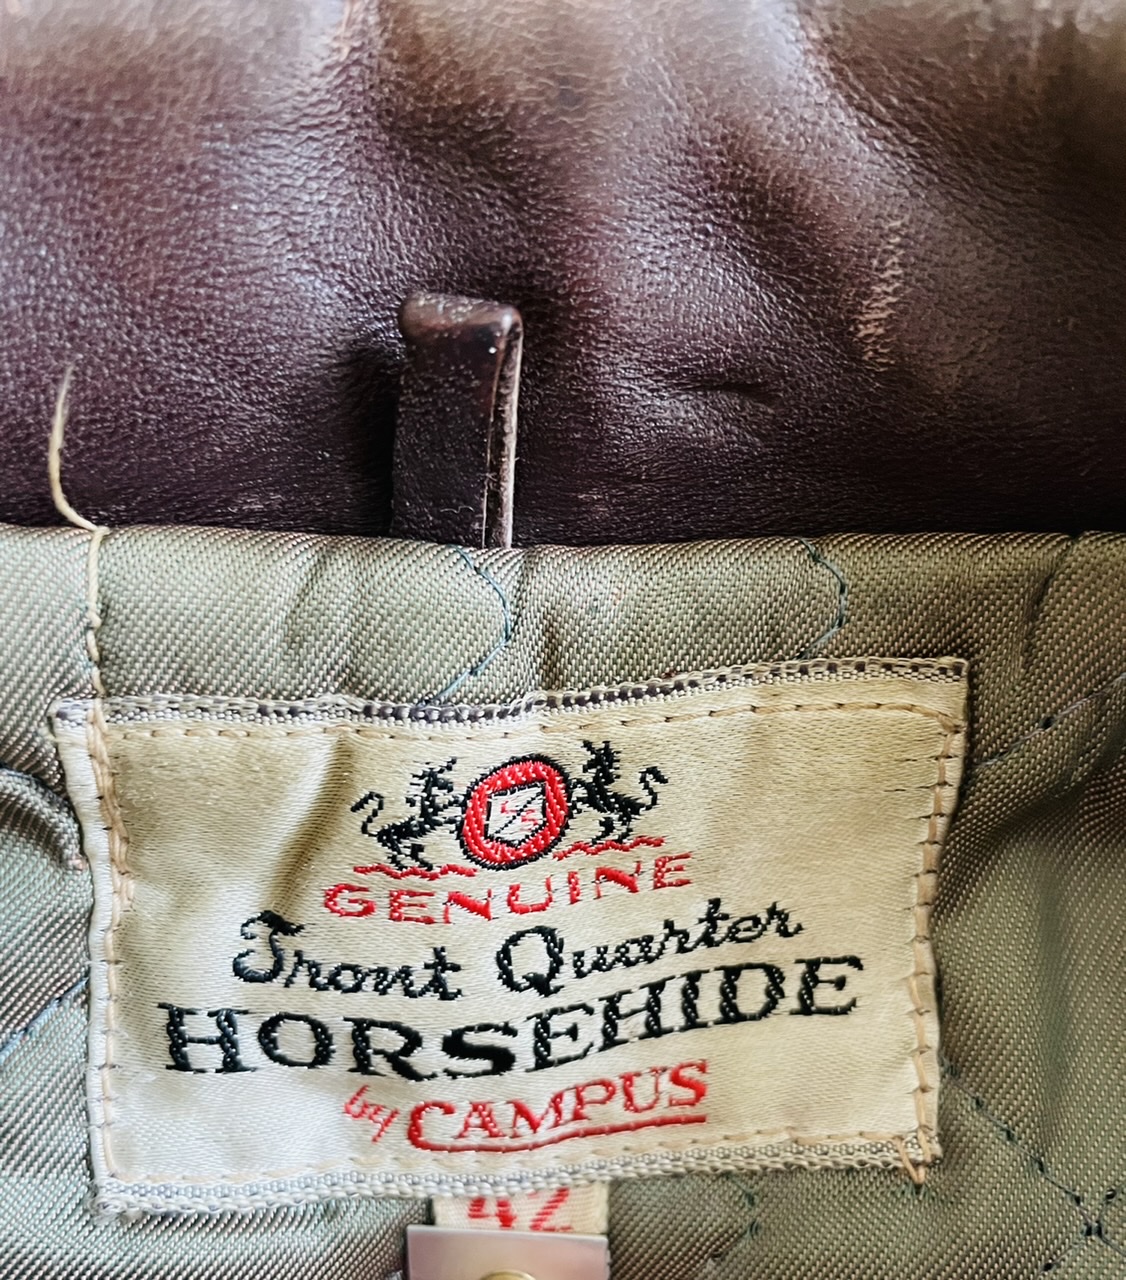 GENUINE
Front Quarter
HORSEHIDE
by CAMPUS
42